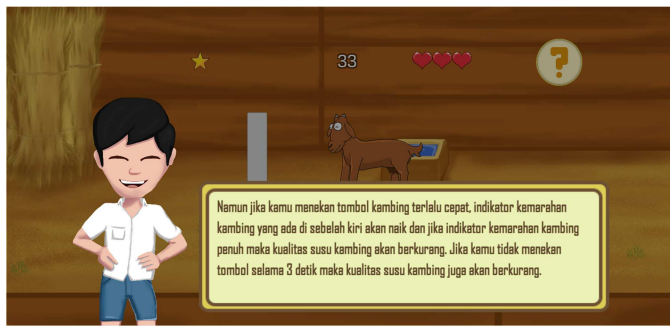 33
?
Namun jika kamu menekan tombol kambing terlalu cepat, indikator kemarahan
kambing yang ada di sebelah kiri akan naik dan jika indikator kemarahan kambing
penuh maka kualitas susu kambing akan berkurang. Jika kamu tidak menekan
tombol selama 3 detik maka kualitas susu kambing juga akan berkurang.